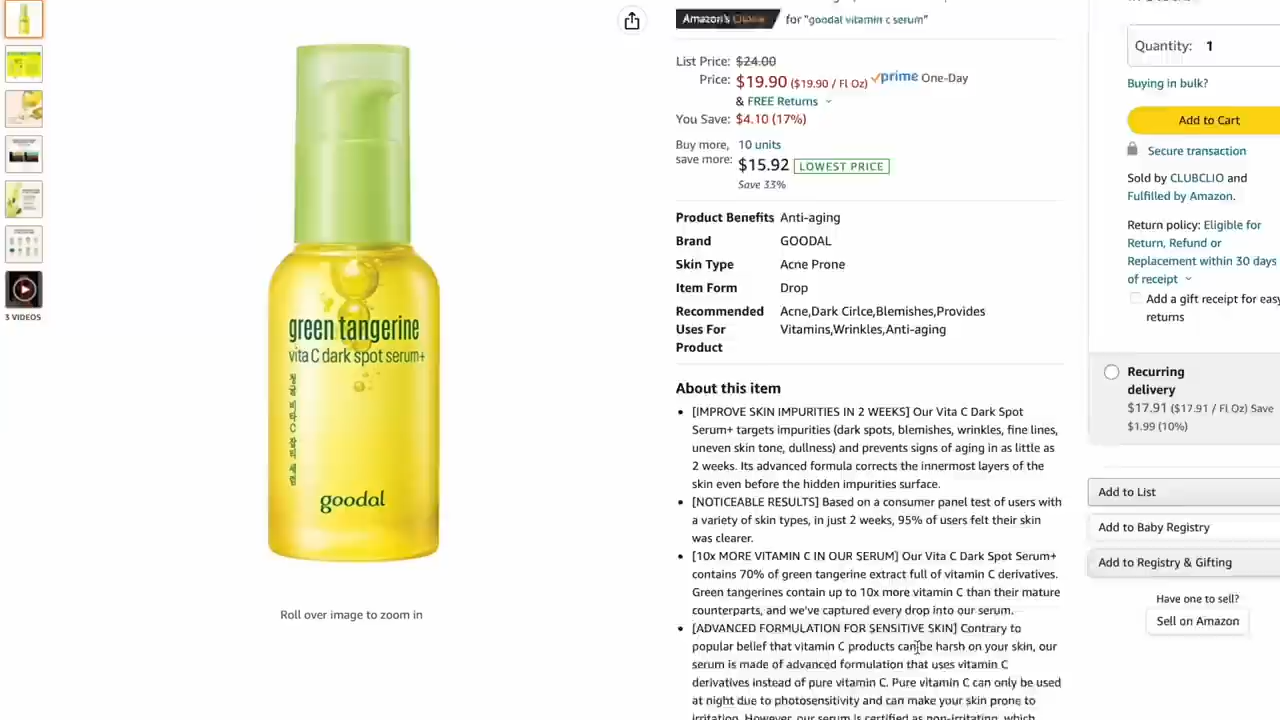 Amazon's Choice for "goodal vitamin c serum"
List Price: $24.00
Price: $19.90 ($19.90 / Fl Oz) prime One-Day
& FREE Returns
You Save: $4.10 (17%)
Buy more, save more: 10 units
$15.92 LOWEST PRICE
Save 33%
Product Benefits Anti-aging
Brand GOODAL
Skin Type Acne Prone
Item Form Drop
Recommended Acne,Dark Cirlce,Blemishes,Provides
Uses For Vitamins,Wrinkles,Anti-aging
Product
About this item
[IMPROVE SKIN IMPURITIES IN 2 WEEKS] Our Vita C Dark Spot
Serum+ targets impurities (dark spots, blemishes, wrinkles, fine lines,
uneven skin tone, dullness) and prevents signs of aging in as little as
2 weeks. Its advanced formula corrects the innermost layers of the
skin even before the hidden impurities surface.
[NOTICEABLE RESULTS] Based on a consumer panel test of users with
a variety of skin types, in just 2 weeks, 95% of users felt their skin
was clearer.
[10x MORE VITAMIN C IN OUR SERUM] Our Vita C Dark Spot Serum+
contains 70% of green tangerine extract full of vitamin C derivatives.
Green tangerines contain up to 10x more vitamin C than their mature
counterparts, and we've captured every drop into our serum.
[ADVANCED FORMULATION FOR SENSITIVE SKIN] Contrary to
popular belief that vitamin C products can be harsh on your skin, our
serum is made of advanced formulation that uses vitamin C
derivatives instead of pure vitamin C. Pure vitamin C can only be used
at night due to photosensitivity and can make your skin prone to
irritation. However, our serum is certified as non-irritating, which
green tangerine
vita C dark spot serum+
goodal
Roll over image to zoom in
3 VIDEOS
Quantity: 1
Buying in bulk?
Add to Cart
Secure transaction
Sold by CLUBCLIO and
Fulfilled by Amazon.
Return policy: Eligible for
Return, Refund or
Replacement within 30 days
of receipt
Add a gift receipt for easy
returns
Recurring
delivery
$17.91 ($17.91 / Fl Oz) Save
$1.99 (10%)
Add to List
Add to Baby Registry
Add to Registry & Gifting
Have one to sell?
Sell on Amazon